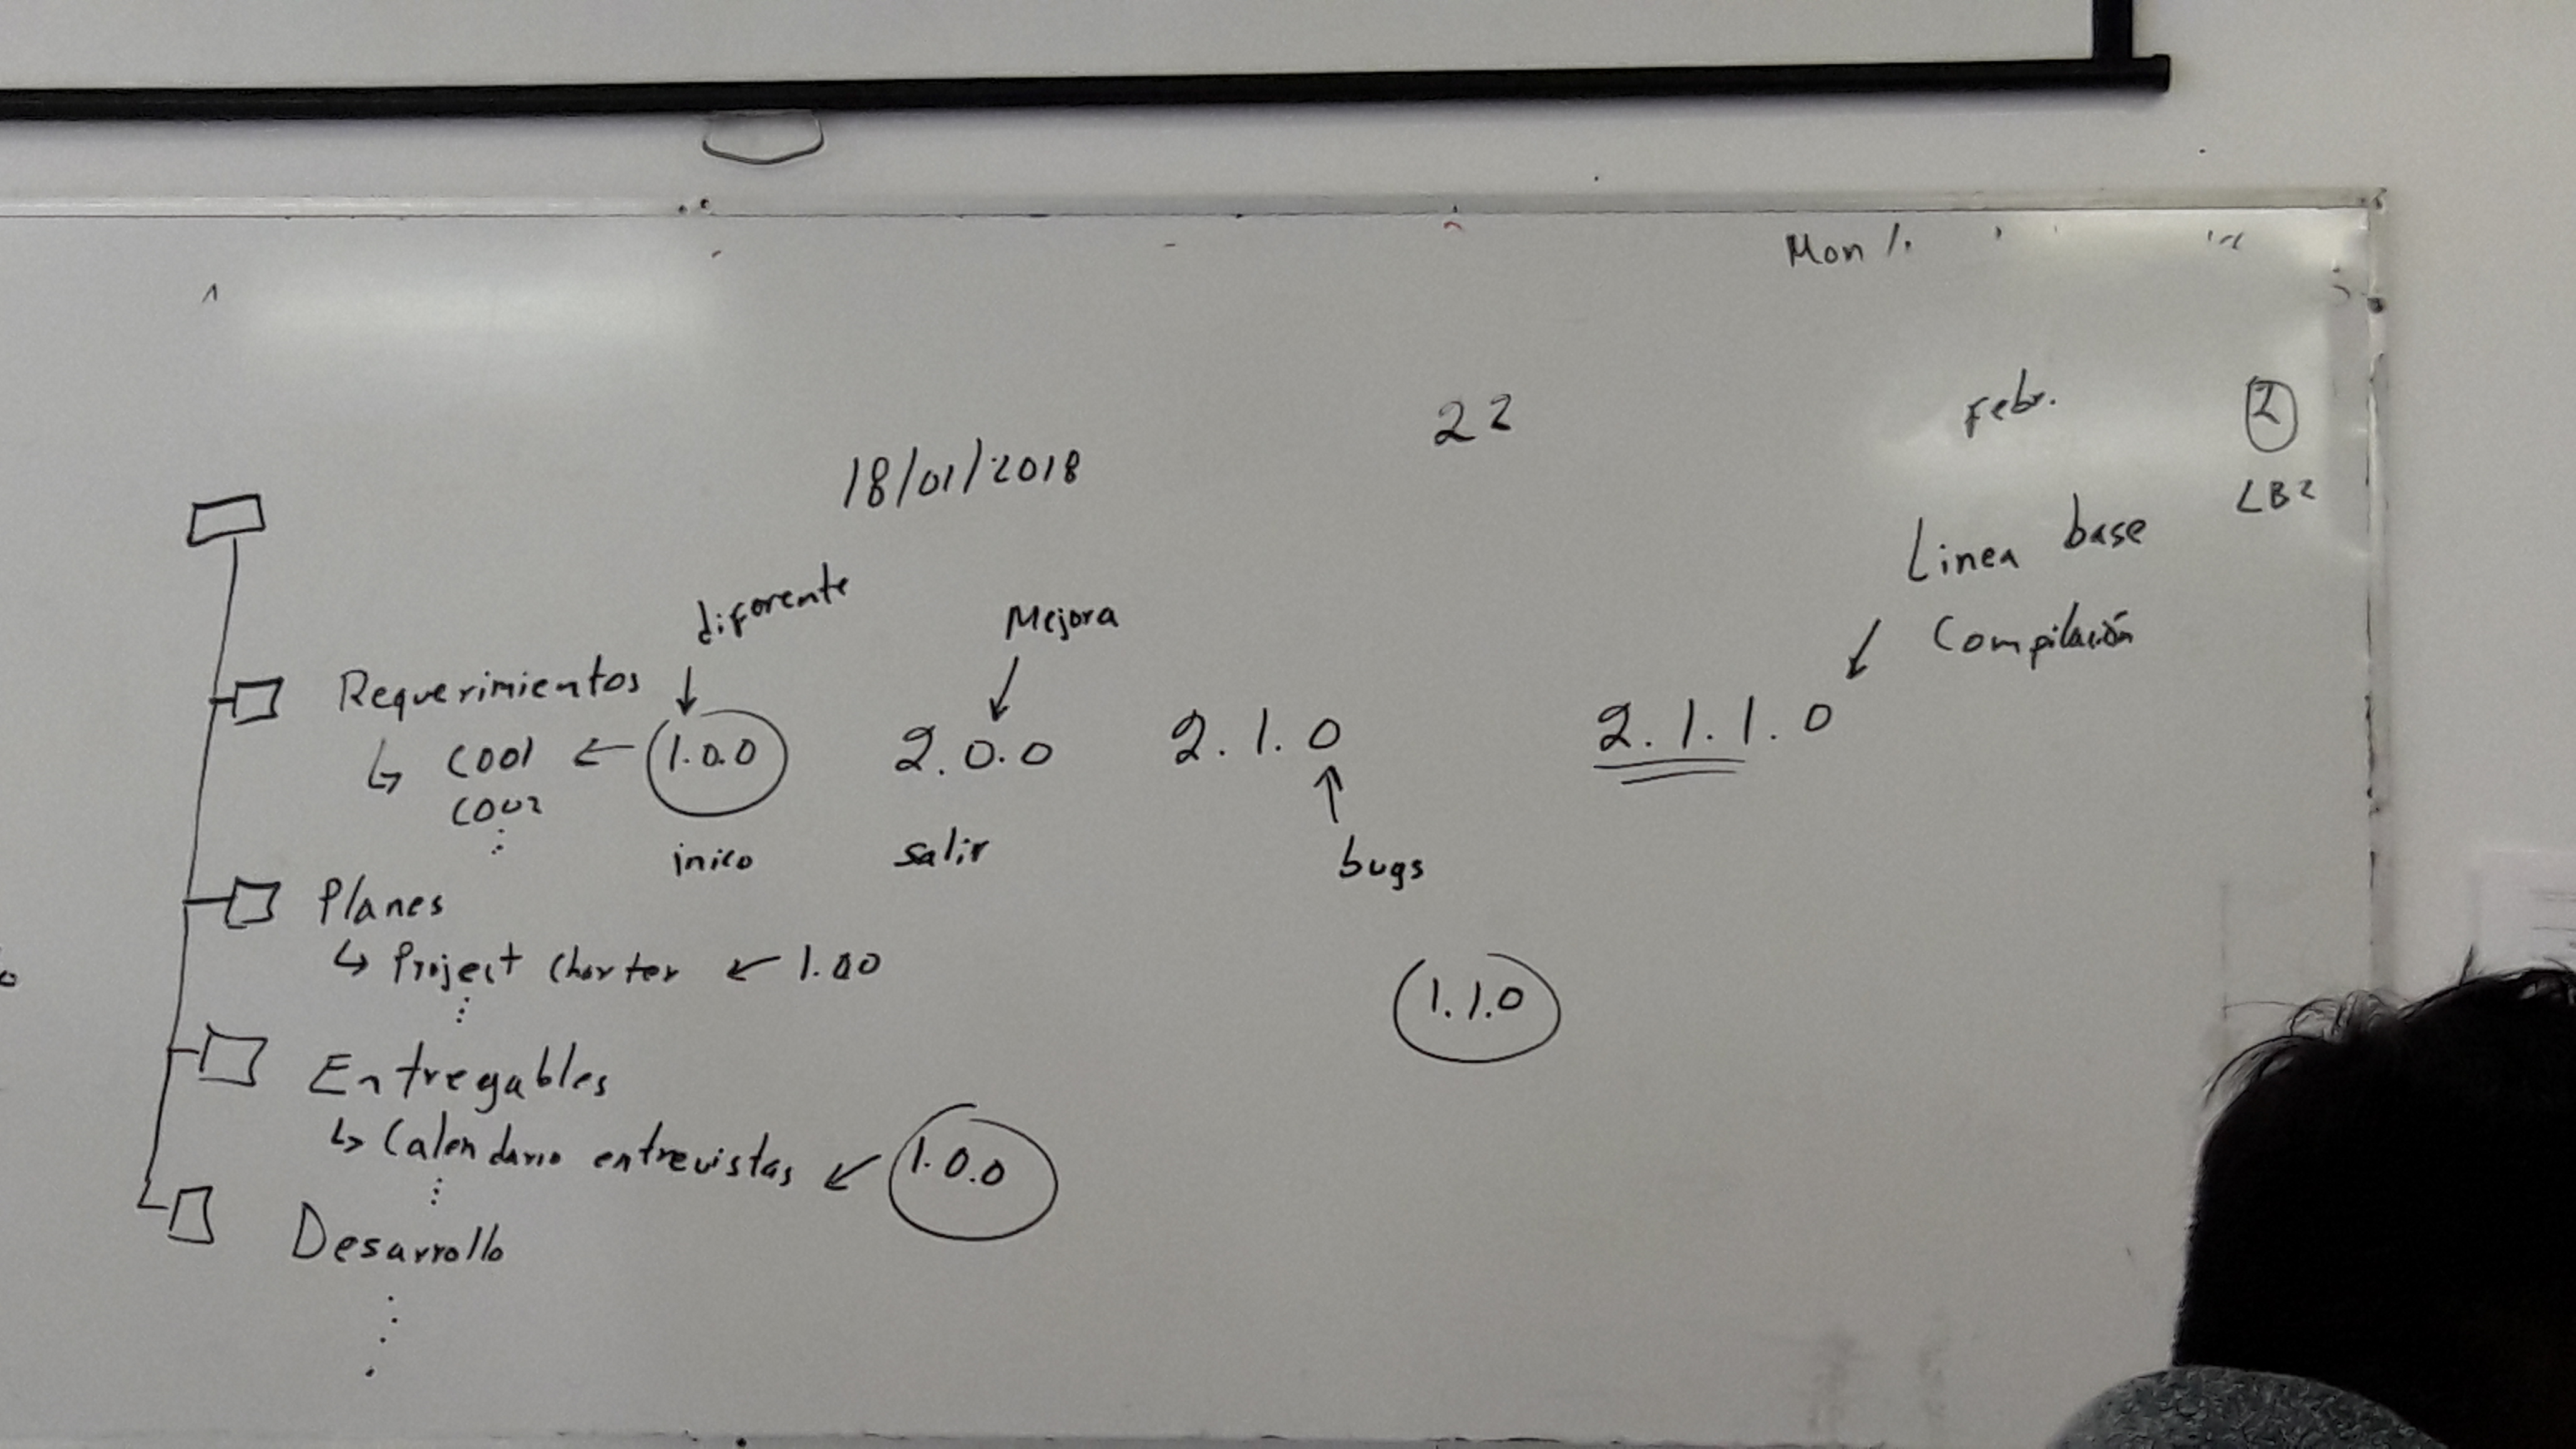 Mon
22
Febr.
2
LB2
18/01/2018
Linea base
diferente
Mejora
Compilación
Requerimientos
↳ C001 ← 1.0.0
2.0.0
2.1.0
2.1.1.0
C002
inico
salir
bugs
Planes
↳ Project Charter ← 1.00
1.1.0
Entregables
↳ Calendario entrevistas ← 1.0.0
Desarrollo